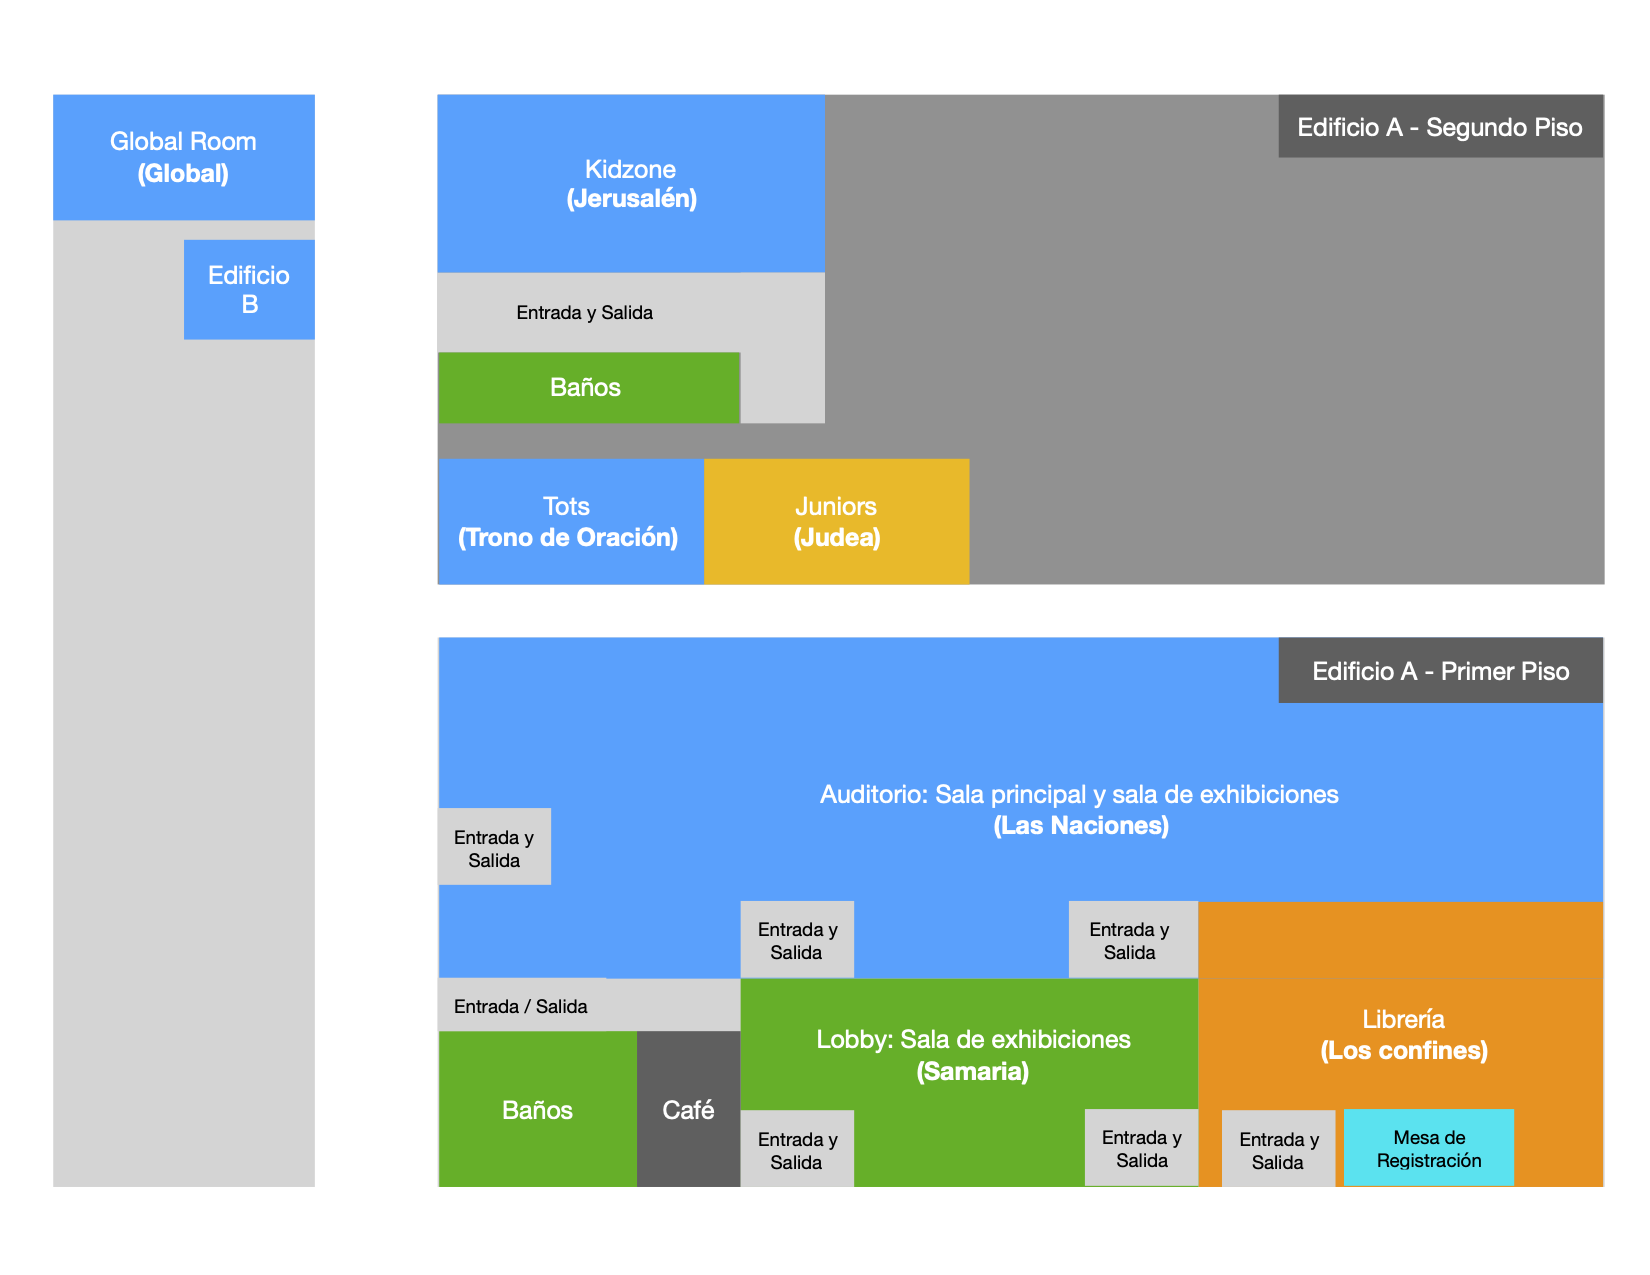 Global Room
(Global)
Edificio
B
Edificio A - Segundo Piso
Kidzone
(Jerusalén)
Entrada y Salida
Baños
Tots
(Trono de Oración)
Juniors
(Judea)
Edificio A - Primer Piso
Auditorio: Sala principal y sala de exhibiciones
(Las Naciones)
Entrada y
Salida
Entrada y
Salida
Entrada y
Salida
Entrada / Salida
Baños
Café
Lobby: Sala de exhibiciones
(Samaria)
Entrada y
Salida
Entrada y
Salida
Librería
(Los confines)
Entrada y
Salida
Mesa de
Registración